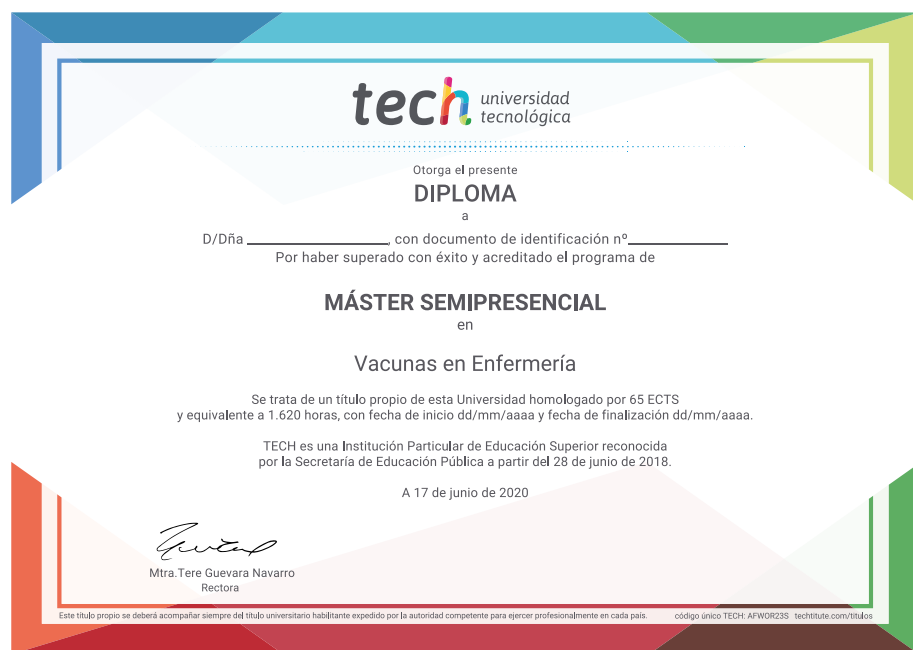 tech universidad
tecnológica
Otorga el presente
DIPLOMA
a
D/Dña ____________________, con documento de identificación nº______________
Por haber superado con éxito y acreditado el programa de
MÁSTER SEMIPRESENCIAL
en
Vacunas en Enfermería
Se trata de un título propio de esta Universidad homologado por 65 ECTS
y equivalente a 1.620 horas, con fecha de inicio dd/mm/aaaa y fecha de finalización dd/mm/aaaa.
TECH es una Institución Particular de Educación Superior reconocida
por la Secretaría de Educación Pública a partir del 28 de junio de 2018.
A 17 de junio de 2020
Mtra.Tere Guevara Navarro
Rectora
Este título propio se deberá acompañar siempre del título universitario habilitante expedido por la autoridad competente para ejercer profesionalmente en cada país. código único TECH: AFWOR23S techtitute.com/títulos